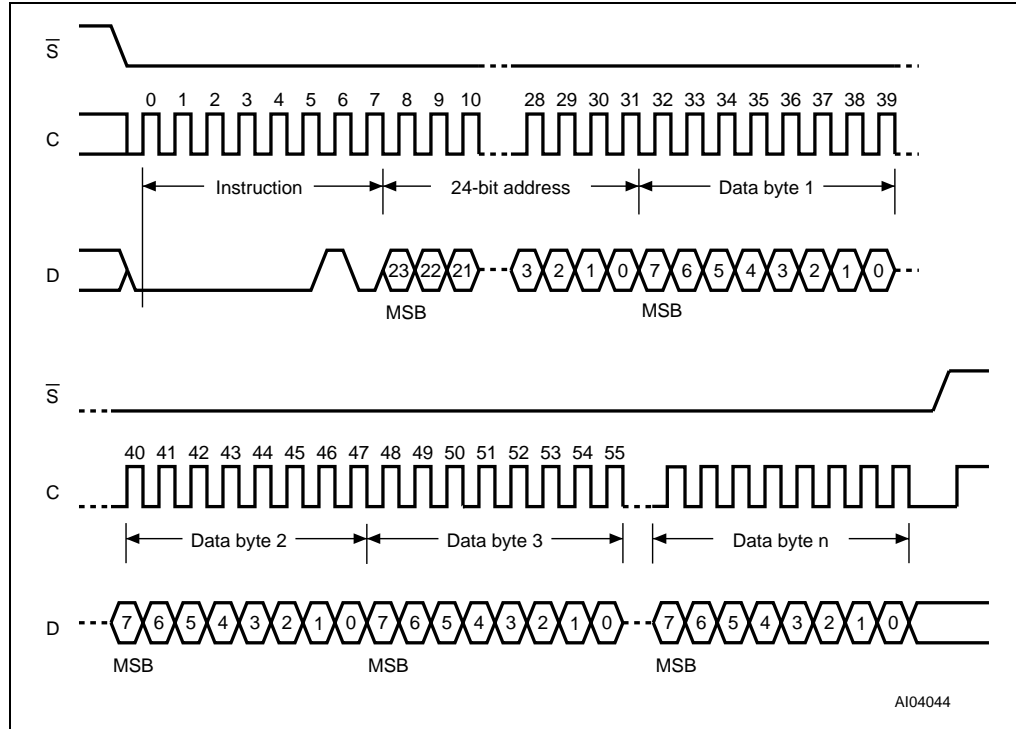 S
0 1 2 3 4 5 6 7 8 9 10 28 29 30 31 32 33 34 35 36 37 38 39
C
Instruction 24-bit address Data byte 1
D 23 22 21 3 2 1 0 7 6 5 4 3 2 1 0
MSB MSB
S
40 41 42 43 44 45 46 47 48 49 50 51 52 53 54 55
C
Data byte 2 Data byte 3 Data byte n
D 7 6 5 4 3 2 1 0 7 6 5 4 3 2 1 0 7 6 5 4 3 2 1 0
MSB MSB MSB
AI04044